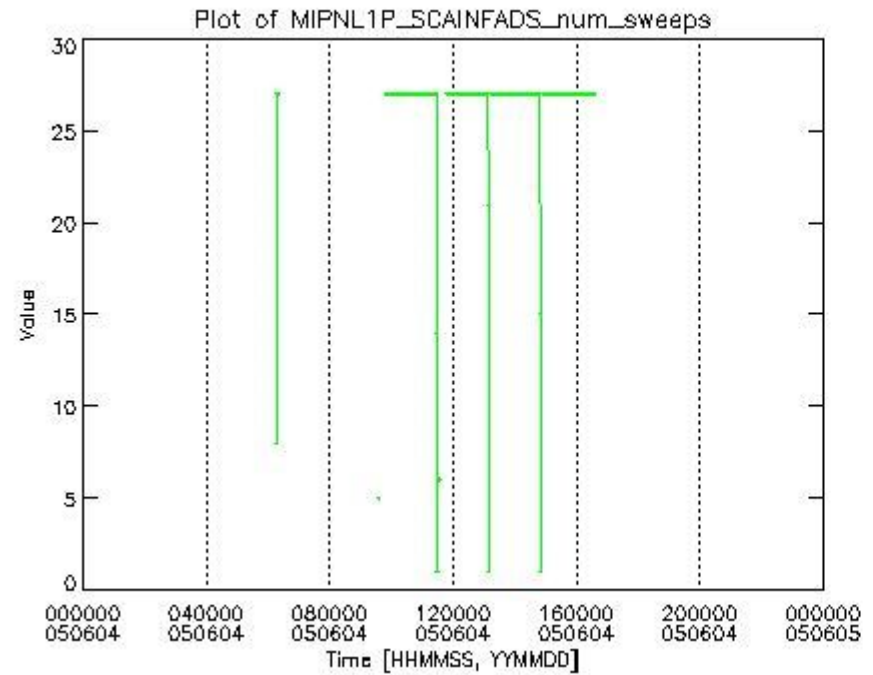 Plot of MIPNL1P_SCAINFADS_num_sweeps
30
25
20
15
10
5
0
Value
000000 040000 080000 120000 160000 200000 000000
050604 050604 050604 050604 050604 050604 050605
Time [HHMMSS, YYMMDD]